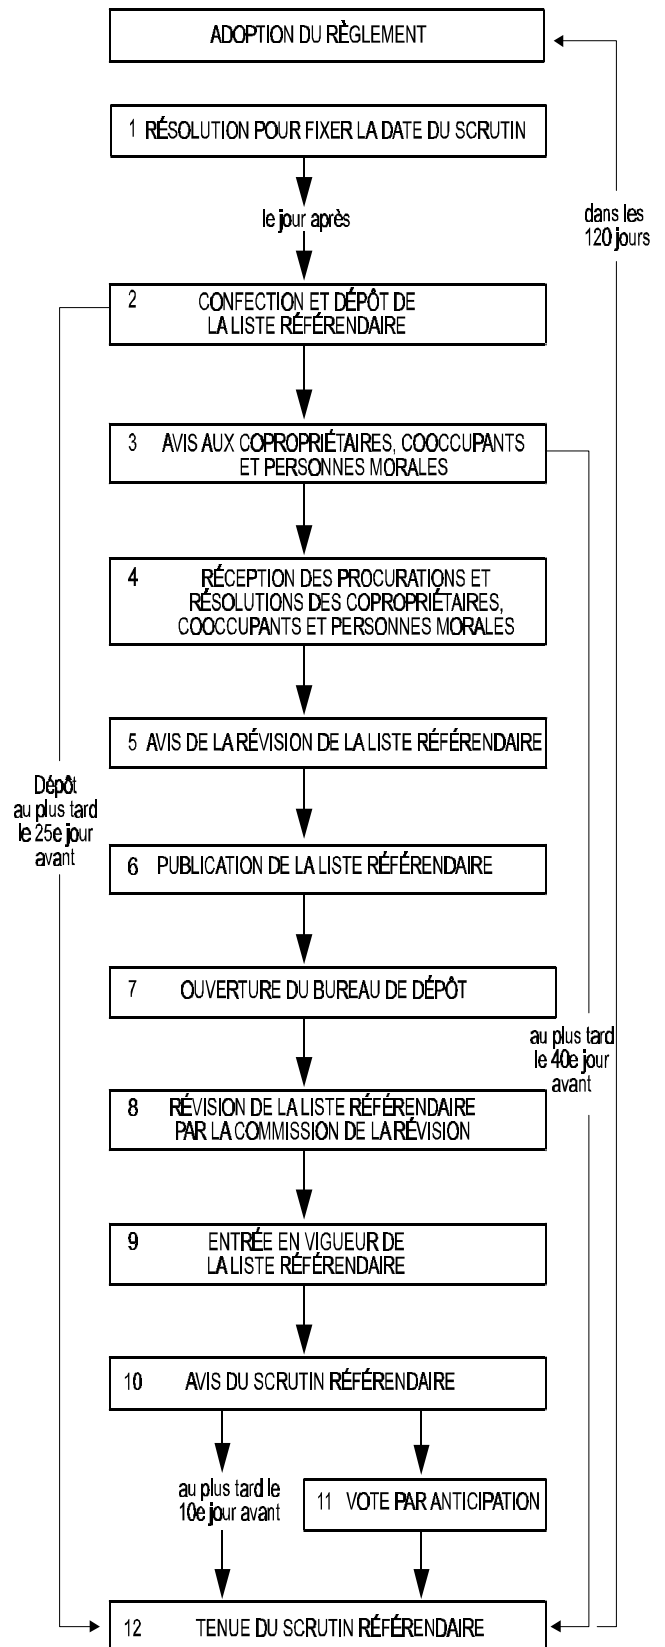 ADOPTION DU RÈGLEMENT
1 RÉSOLUTION POUR FIXER LA DATE DU SCRUTIN
le jour après
dans les
120 jours
2 CONFECTION ET DÉPÔT DE
LA LISTE RÉFÉRENDAIRE
3 AVIS AUX COPROPRIÉTAIRES, COOCCUPANTS
ET PERSONNES MORALES
4 RÉCEPTION DES PROCURATIONS ET
RÉSOLUTIONS DES COPROPRIÉTAIRES,
COOCCUPANTS ET PERSONNES MORALES
5 AVIS DE LA RÉVISION DE LA LISTE RÉFÉRENDAIRE
Dépôt
au plus tard
le 25e jour
avant
6 PUBLICATION DE LA LISTE RÉFÉRENDAIRE
7 OUVERTURE DU BUREAU DE DÉPÔT
au plus tard
le 40e jour
avant
8 RÉVISION DE LA LISTE RÉFÉRENDAIRE
PAR LA COMMISSION DE LA RÉVISION
9 ENTRÉE EN VIGUEUR DE
LA LISTE RÉFÉRENDAIRE
10 AVIS DU SCRUTIN RÉFÉRENDAIRE
au plus tard le
10e jour avant
11 VOTE PAR ANTICIPATION
12 TENUE DU SCRUTIN RÉFÉRENDAIRE